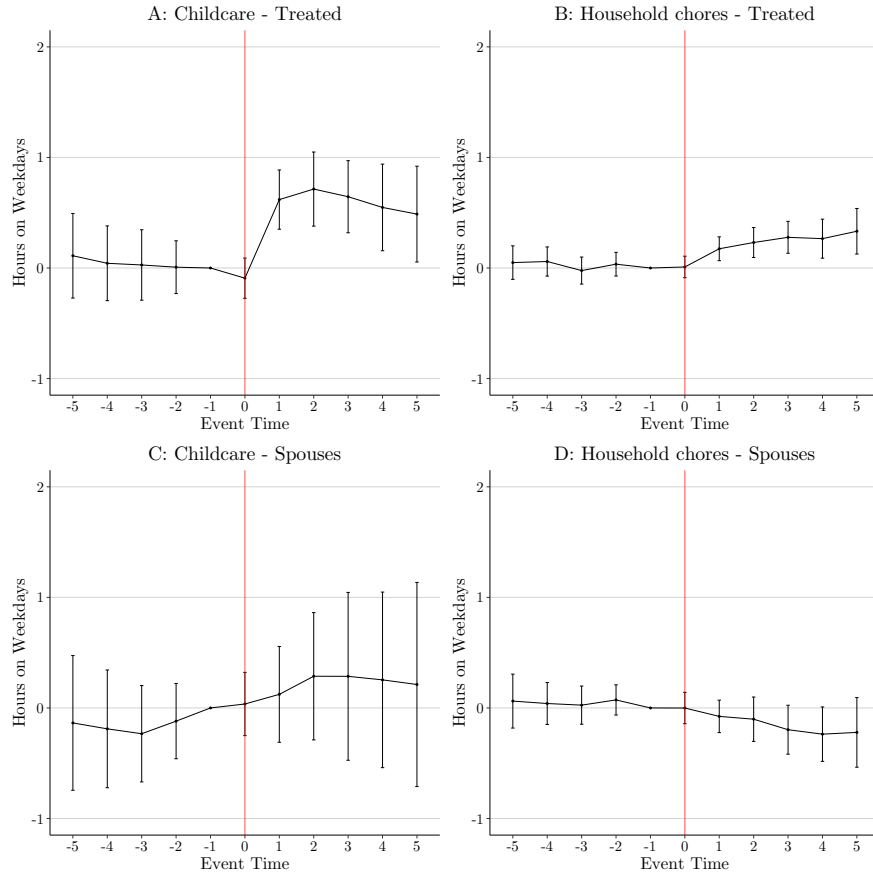 A: Childcare - Treated
Hours on Weekdays
2
1
0
-1
-5 -4 -3 -2 -1 0 1 2 3 4 5
Event Time
B: Household chores - Treated
Hours on Weekdays
2
1
0
-1
-5 -4 -3 -2 -1 0 1 2 3 4 5
Event Time
C: Childcare - Spouses
Hours on Weekdays
2
1
0
-1
-5 -4 -3 -2 -1 0 1 2 3 4 5
Event Time
D: Household chores - Spouses
Hours on Weekdays
2
1
0
-1
-5 -4 -3 -2 -1 0 1 2 3 4 5
Event Time